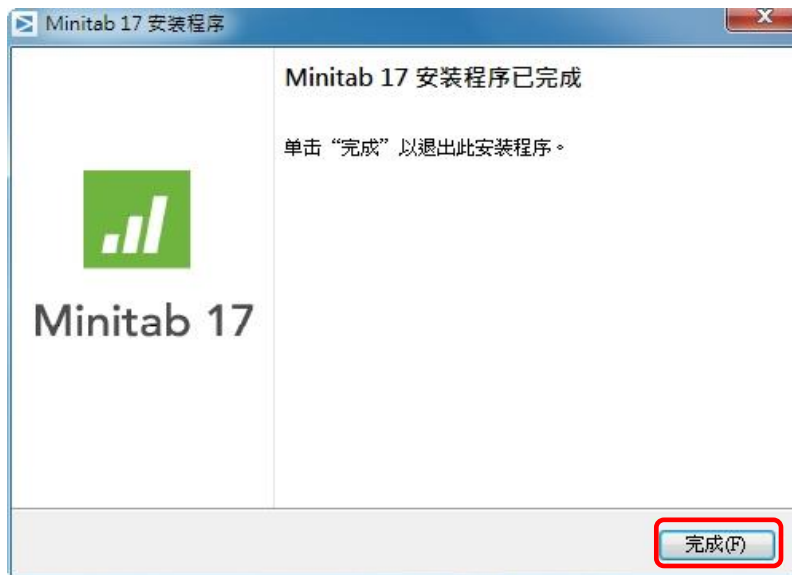 Minitab 17 安装程序
Minitab 17 安装程序已完成
单击“完成”以退出此安装程序。
Minitab 17
完成(F)